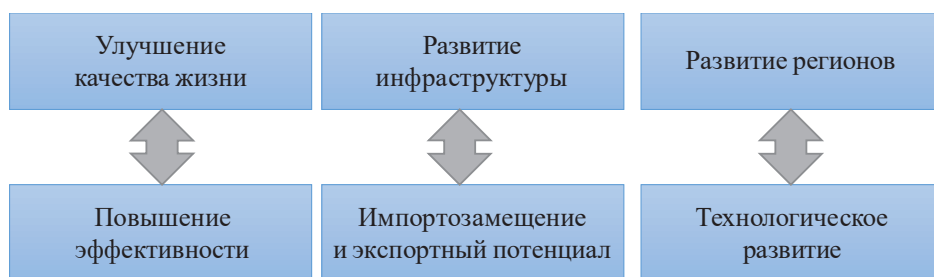 Улучшение
качества жизни
Развитие
инфраструктуры
Развитие регионов
Повышение
эффективности
Импортозамещение
и экспортный потенциал
Технологическое
развитие